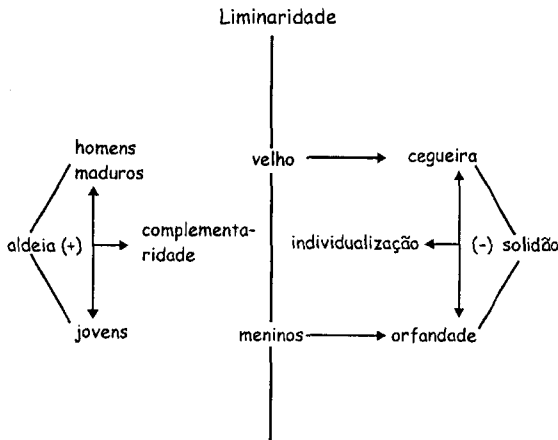 Liminaridade
homens
maduros
velho
cegueira
aldeia (+)
complementa-
ridade
individualização
(-) solidão
jovens
meninos
orfandade